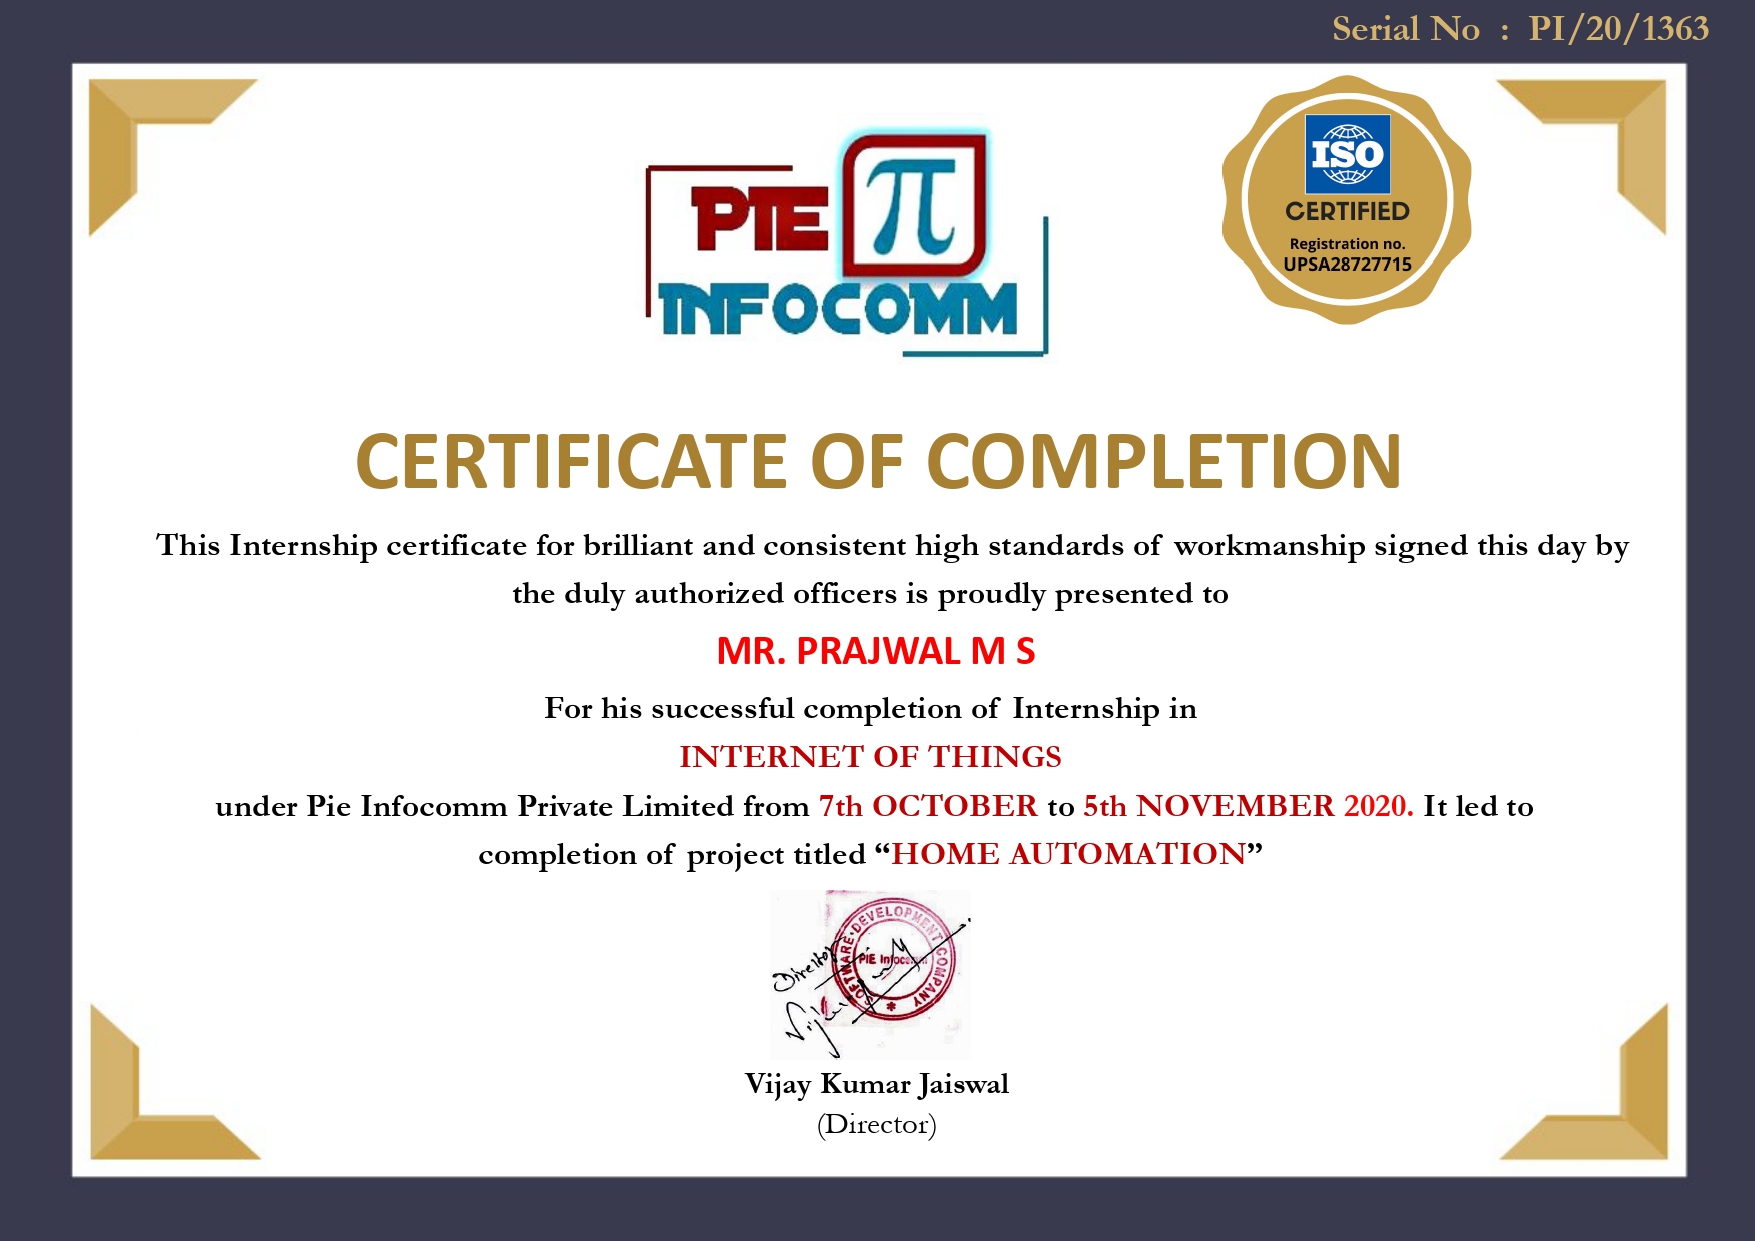 Serial No : PI/20/1363
ISO
CERTIFIED
Registration no.
UPSA28727715
PIE π
INFOCOMM
CERTIFICATE OF COMPLETION
This Internship certificate for brilliant and consistent high standards of workmanship signed this day by
the duly authorized officers is proudly presented to
MR. PRAJWAL M S
For his successful completion of Internship in
INTERNET OF THINGS
under Pie Infocomm Private Limited from 7th OCTOBER to 5th NOVEMBER 2020. It led to
completion of project titled “HOME AUTOMATION”
SOFTWARE DEVELOPMENT COMPANY
PIE Infocomm
Director
Vijay Kumar Jaiswal
(Director)